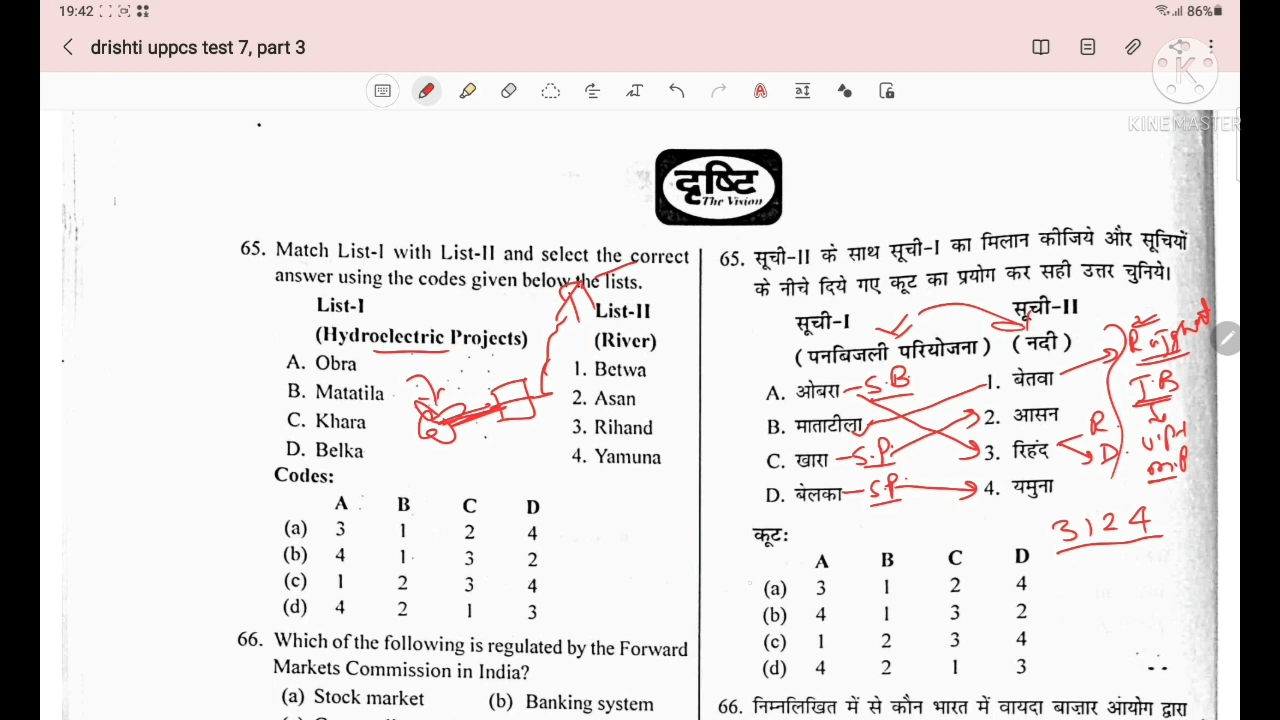 19:42
86%
drishti uppcs test 7, part 3
K
KINEMASTER
दृष्टि
The Vision
65. Match List-I with List-II and select the correct
answer using the codes given below the lists.
List-I List-II
(Hydroelectric Projects) (River)
A. Obra 1. Betwa
B. Matatila 2. Asan
C. Khara 3. Rihand
D. Belka 4. Yamuna
Codes:
A B C D
(a) 3 1 2 4
(b) 4 1 3 2
(c) 1 2 3 4
(d) 4 2 1 3
66. Which of the following is regulated by the Forward
Markets Commission in India?
(a) Stock market (b) Banking system
65. सूची-II के साथ सूची-I का मिलान कीजिये और सूचियों
के नीचे दिये गए कूट का प्रयोग कर सही उत्तर चुनिये।
सूची-I सूची-II
(पनबिजली परियोजना) (नदी)
A. ओबरा S.B 1. बेतवा Rajghat
B. माताटीला 2. आसन I.B
C. खारा S.P. 3. रिहंद R D U.P M.P
D. बेलका S.P 4. यमुना
3124
कूटः
A B C D
(a) 3 1 2 4
(b) 4 1 3 2
(c) 1 2 3 4
(d) 4 2 1 3
66. निम्नलिखित में से कौन भारत में वायदा बाज़ार आयोग द्वारा